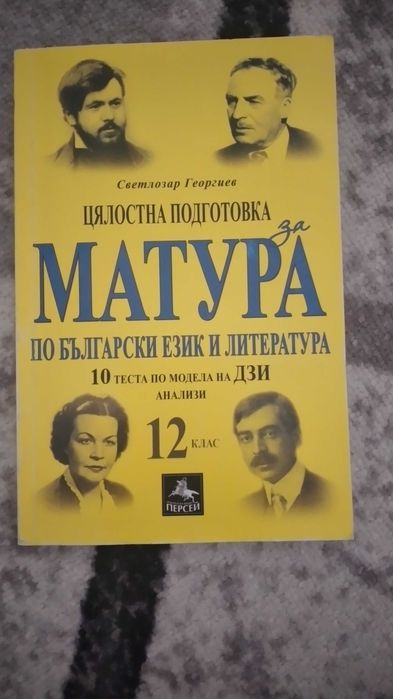 Светлозар Георгиев
ЦЯЛОСТНА ПОДГОТОВКА
за
МАТУРА
ПО БЪЛГАРСКИ ЕЗИК И ЛИТЕРАТУРА
10 ТЕСТА ПО МОДЕЛА НА ДЗИ
АНАЛИЗИ
12 КЛАС
ПЕРСЕЙ